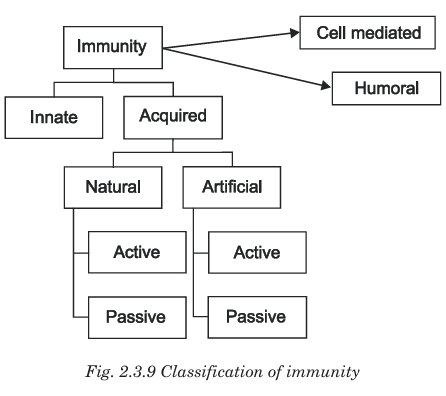 Immunity
Cell mediated
Humoral
Innate
Acquired
Natural
Artificial
Active
Active
Passive
Passive
Fig. 2.3.9 Classification of immunity